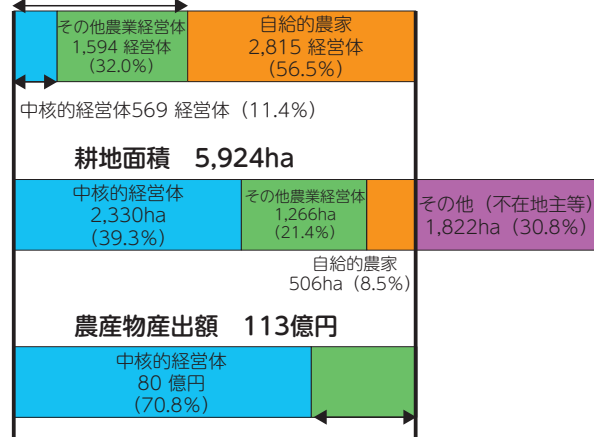 その他農業経営体
1,594 経営体
(32.0%)
自給的農家
2,815 経営体
(56.5%)
中核的経営体569 経営体（11.4%）
耕地面積　5,924ha
中核的経営体
2,330ha
(39.3%)
その他農業経営体
1,266ha
(21.4%)
その他（不在地主等）
1,822ha（30.8%）
自給的農家
506ha（8.5%）
農産物産出額　113億円
中核的経営体
80 億円
(70.8%)